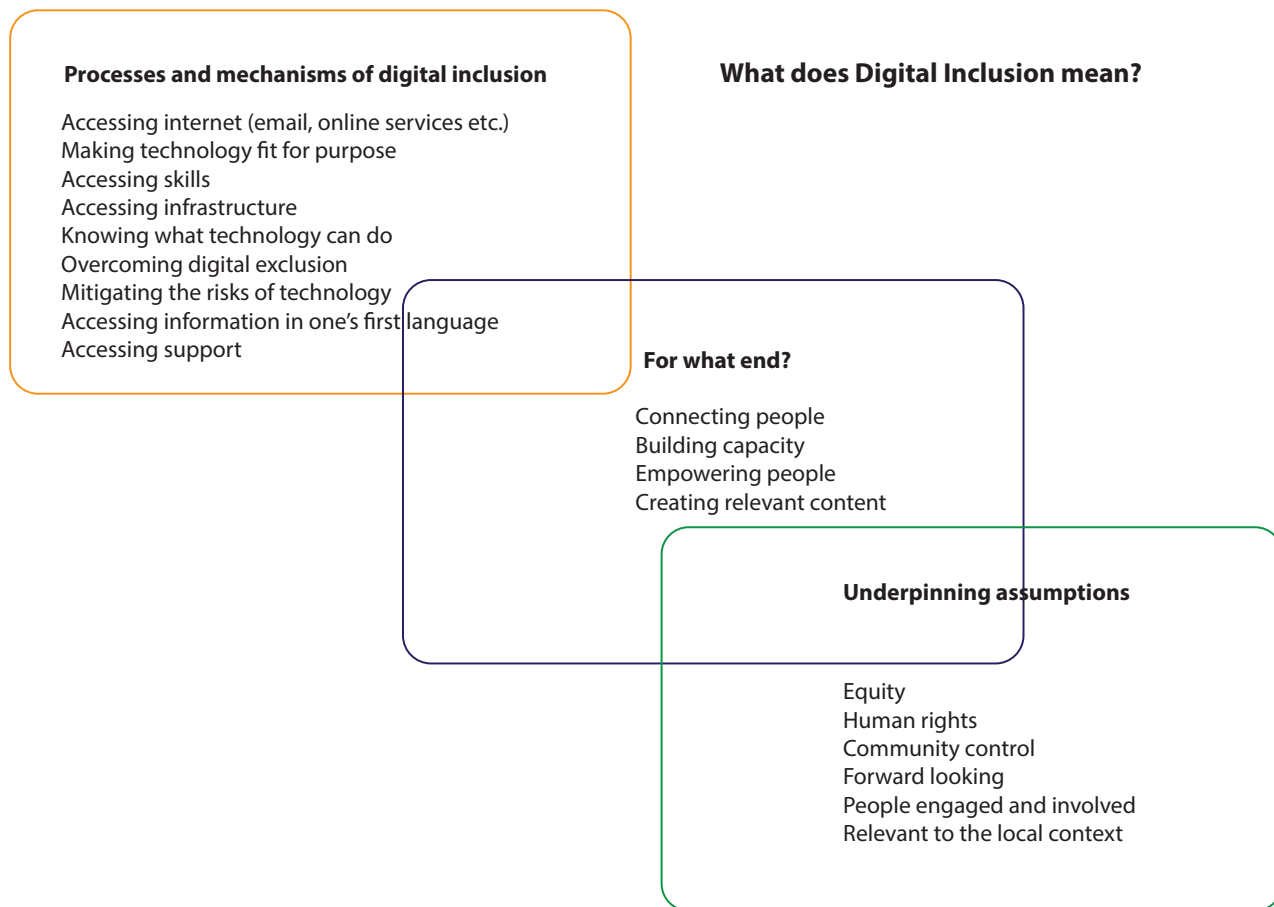 What does Digital Inclusion mean?
Processes and mechanisms of digital inclusion
Accessing internet (email, online services etc.)
Making technology fit for purpose
Accessing skills
Accessing infrastructure
Knowing what technology can do
Overcoming digital exclusion
Mitigating the risks of technology
Accessing information in one’s first language
Accessing support
For what end?
Connecting people
Building capacity
Empowering people
Creating relevant content
Underpinning assumptions
Equity
Human rights
Community control
Forward looking
People engaged and involved
Relevant to the local context